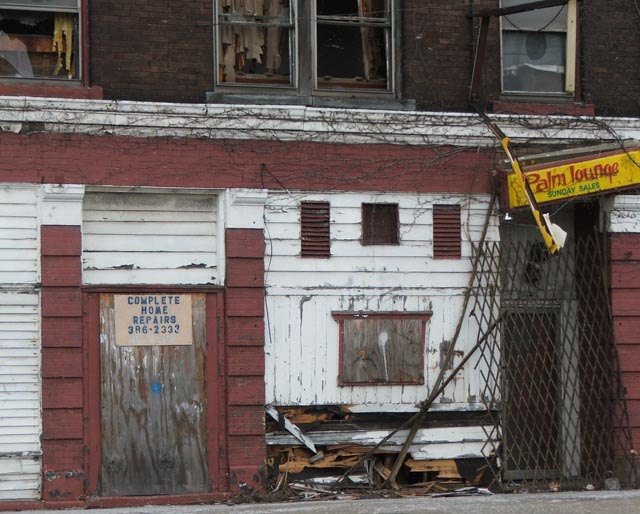 COMPLETE
HOME
REPAIRS
386-2333
Palm lounge
SUNDAY SALES